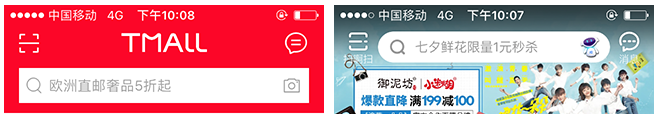 中国移动 4G 下午10:08
TMALL
欧洲直邮奢品5折起
中国移动 4G 下午10:07
七夕鲜花限量1元秒杀
扫
消息
御泥坊 小迷糊
爆款直降 满199减100